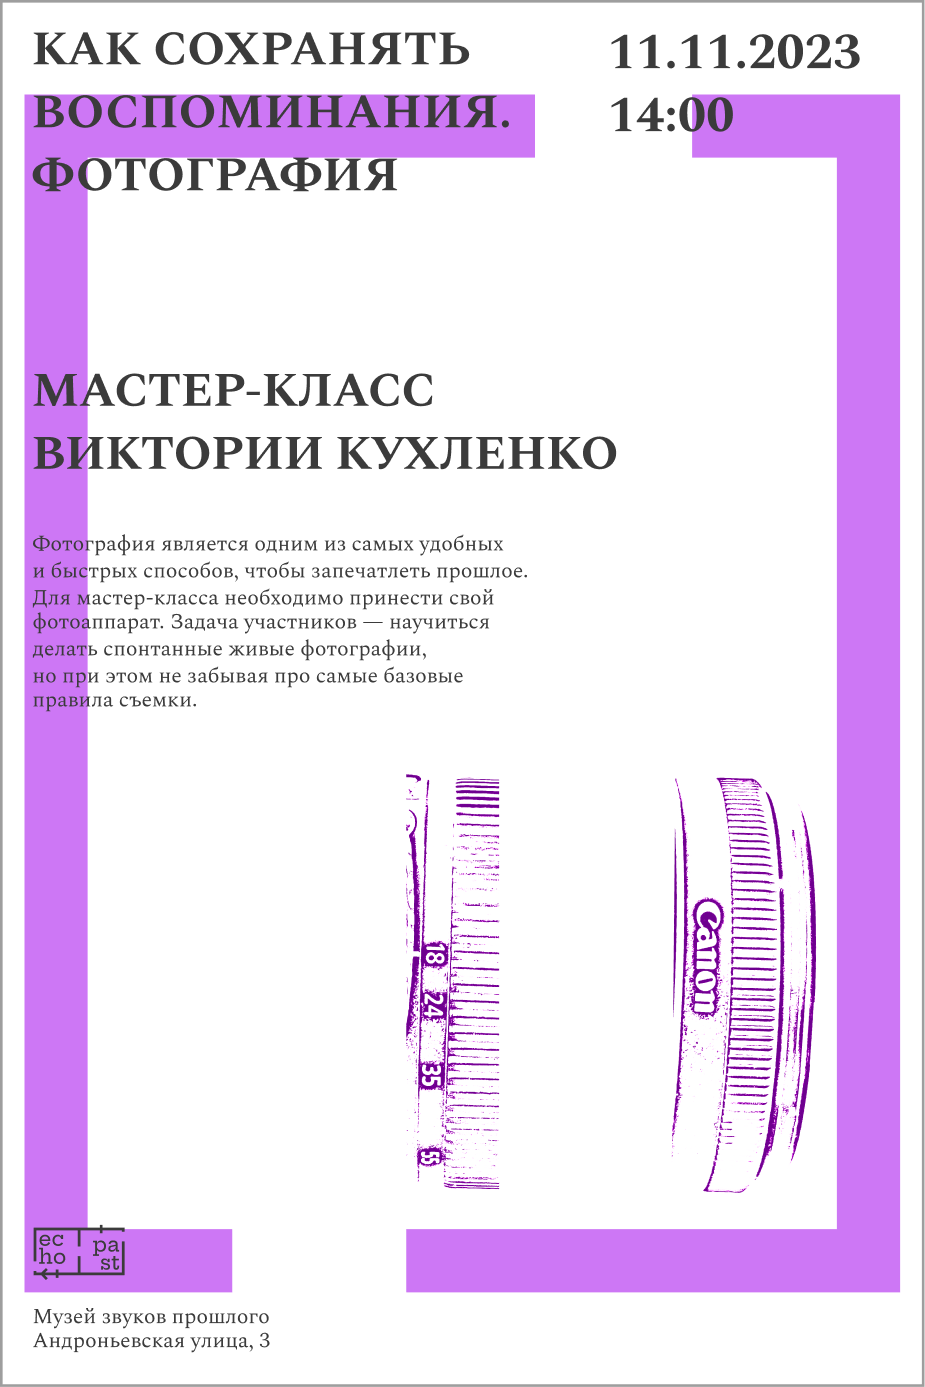 КАК СОХРАНЯТЬ
ВОСПОМИНАНИЯ.
ФОТОГРАФИЯ
11.11.2023
14:00
МАСТЕР-КЛАСС
ВИКТОРИИ КУХЛЕНКО
Фотография является одним из самых удобных
и быстрых способов, чтобы запечатлеть прошлое.
Для мастер-класса необходимо принести свой
фотоаппарат. Задача участников — научиться
делать спонтанные живые фотографии,
но при этом не забывая про самые базовые
правила съемки.
18
24
35
55
Canon
ec
ho
pa
st
Музей звуков прошлого
Андроньевская улица, 3